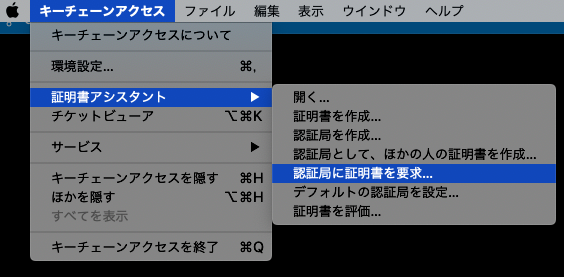 キーチェーンアクセス ファイル 編集 表示 ウインドウ ヘルプ
キーチェーンアクセスについて
環境設定... ⌘,
証明書アシスタント ▶
チケットビューア ⌥⌘K
サービス ▶
キーチェーンアクセスを隠す ⌘H
ほかを隠す ⌥⌘H
すべてを表示
キーチェーンアクセスを終了 ⌘Q
開く...
証明書を作成...
認証局を作成...
認証局として、ほかの人の証明書を作成...
認証局に証明書を要求...
デフォルトの認証局を設定...
証明書を評価...